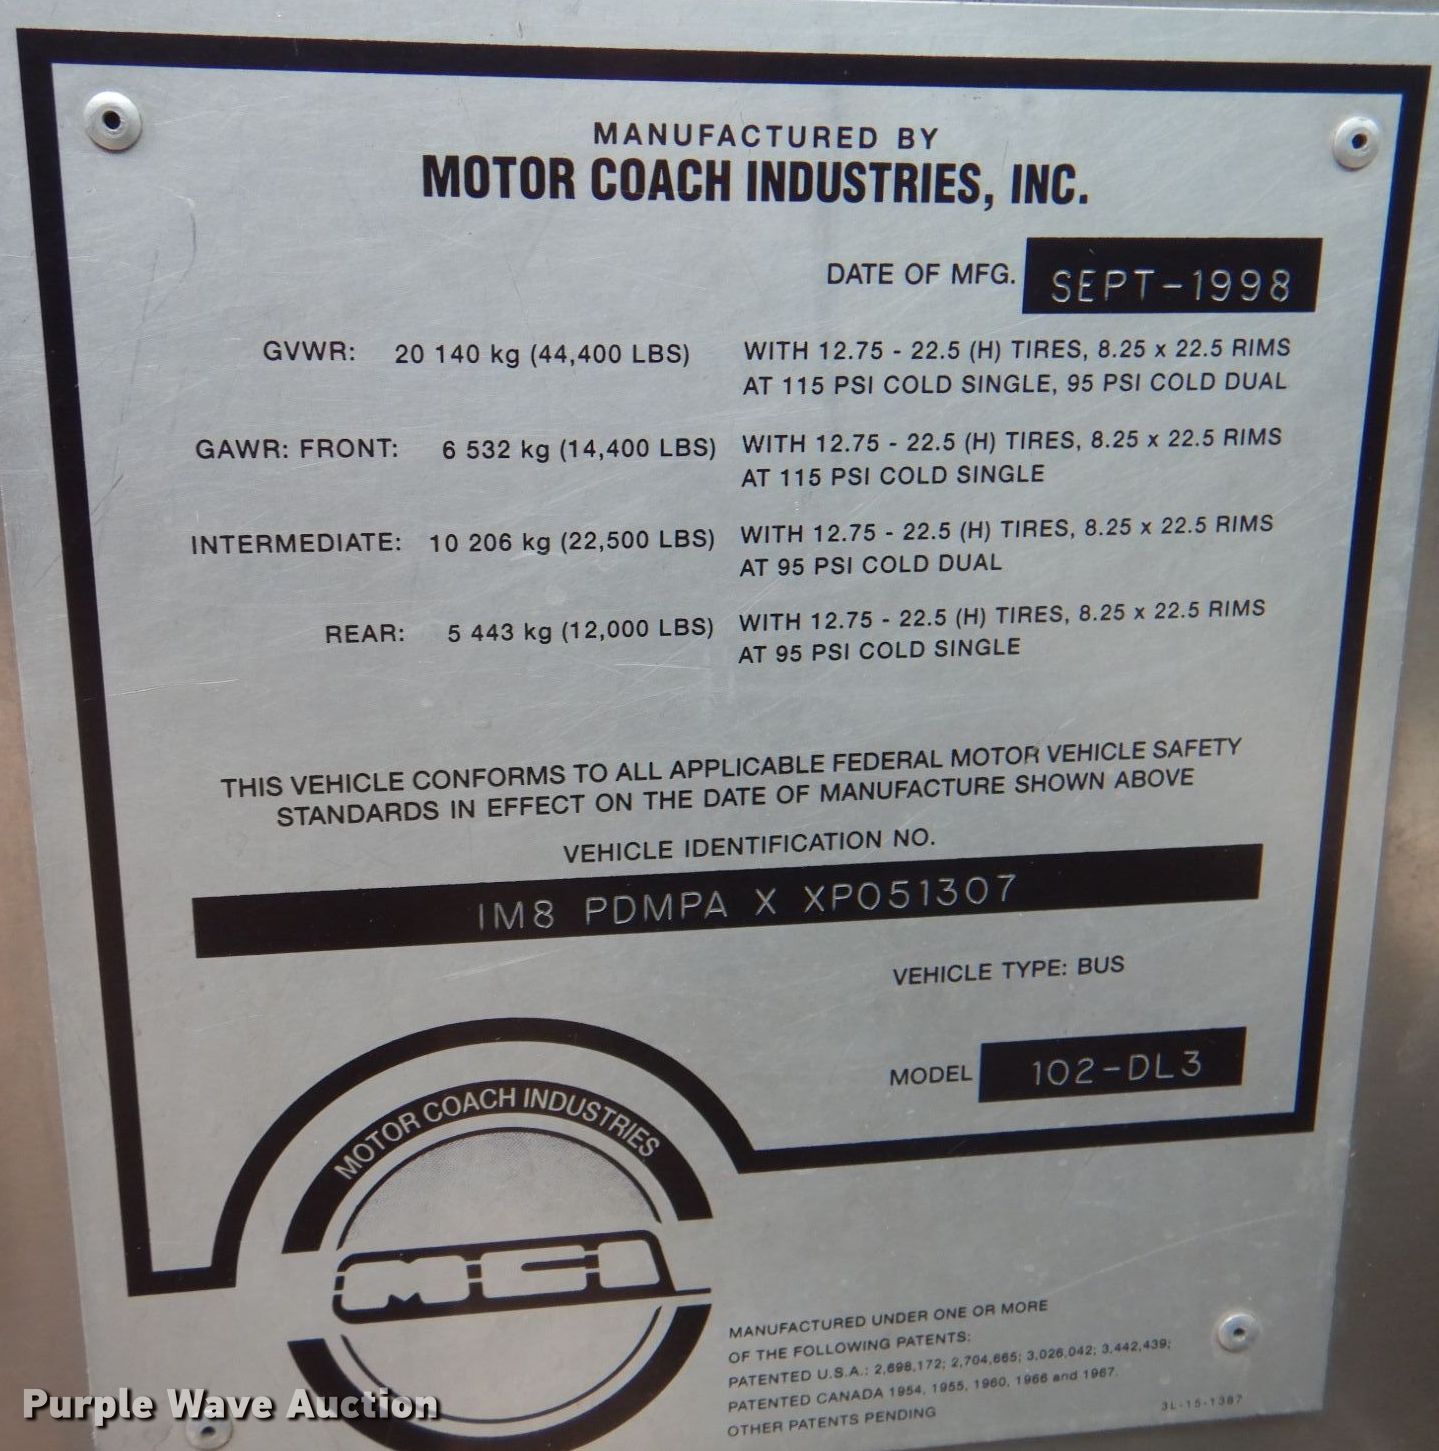 MANUFACTURED BY
MOTOR COACH INDUSTRIES, INC.
DATE OF MFG. SEPT-1998
GVWR: 20 140 kg (44,400 LBS) WITH 12.75 - 22.5 (H) TIRES, 8.25 x 22.5 RIMS
AT 115 PSI COLD SINGLE, 95 PSI COLD DUAL
GAWR: FRONT: 6 532 kg (14,400 LBS) WITH 12.75 - 22.5 (H) TIRES, 8.25 x 22.5 RIMS
AT 115 PSI COLD SINGLE
INTERMEDIATE: 10 206 kg (22,500 LBS) WITH 12.75 - 22.5 (H) TIRES, 8.25 x 22.5 RIMS
AT 95 PSI COLD DUAL
REAR: 5 443 kg (12,000 LBS) WITH 12.75 - 22.5 (H) TIRES, 8.25 x 22.5 RIMS
AT 95 PSI COLD SINGLE
THIS VEHICLE CONFORMS TO ALL APPLICABLE FEDERAL MOTOR VEHICLE SAFETY
STANDARDS IN EFFECT ON THE DATE OF MANUFACTURE SHOWN ABOVE
VEHICLE IDENTIFICATION NO.
1M8 PDMPA X XP051307
VEHICLE TYPE: BUS
MODEL 102-DL3
MOTOR COACH INDUSTRIES
MCI
MANUFACTURED UNDER ONE OR MORE
OF THE FOLLOWING PATENTS:
PATENTED U.S.A.: 2,698,172; 2,704,665; 3,026,042; 3,442,439;
PATENTED CANADA 1954, 1955, 1960, 1966 and 1967.
OTHER PATENTS PENDING
3L-15-1387
Purple Wave Auction